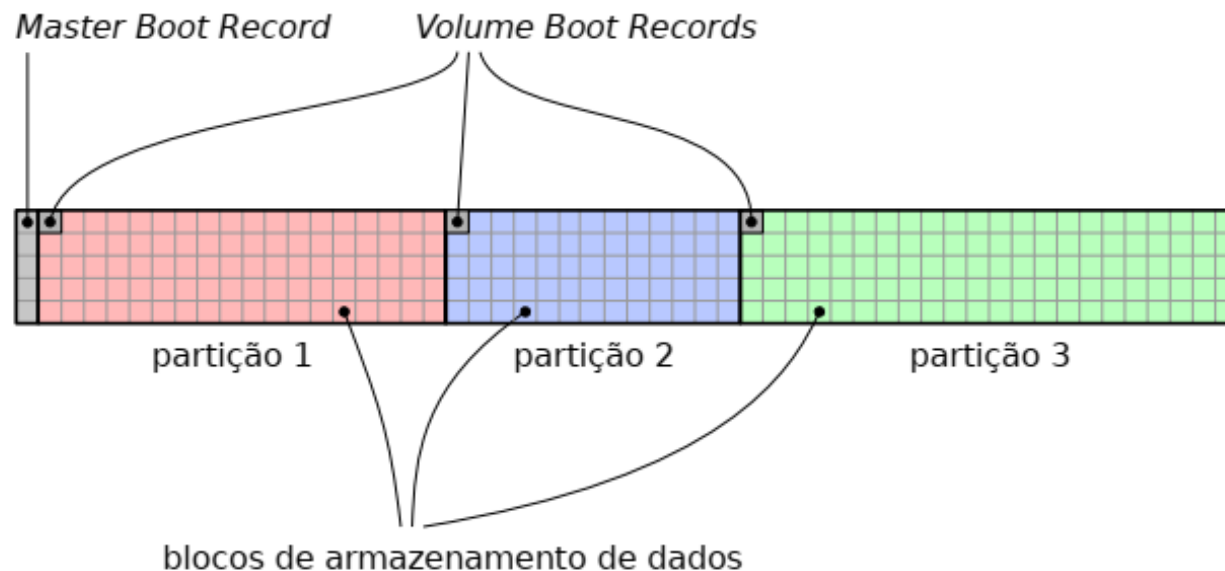 Master Boot Record
Volume Boot Records
partição 1
partição 2
partição 3
blocos de armazenamento de dados